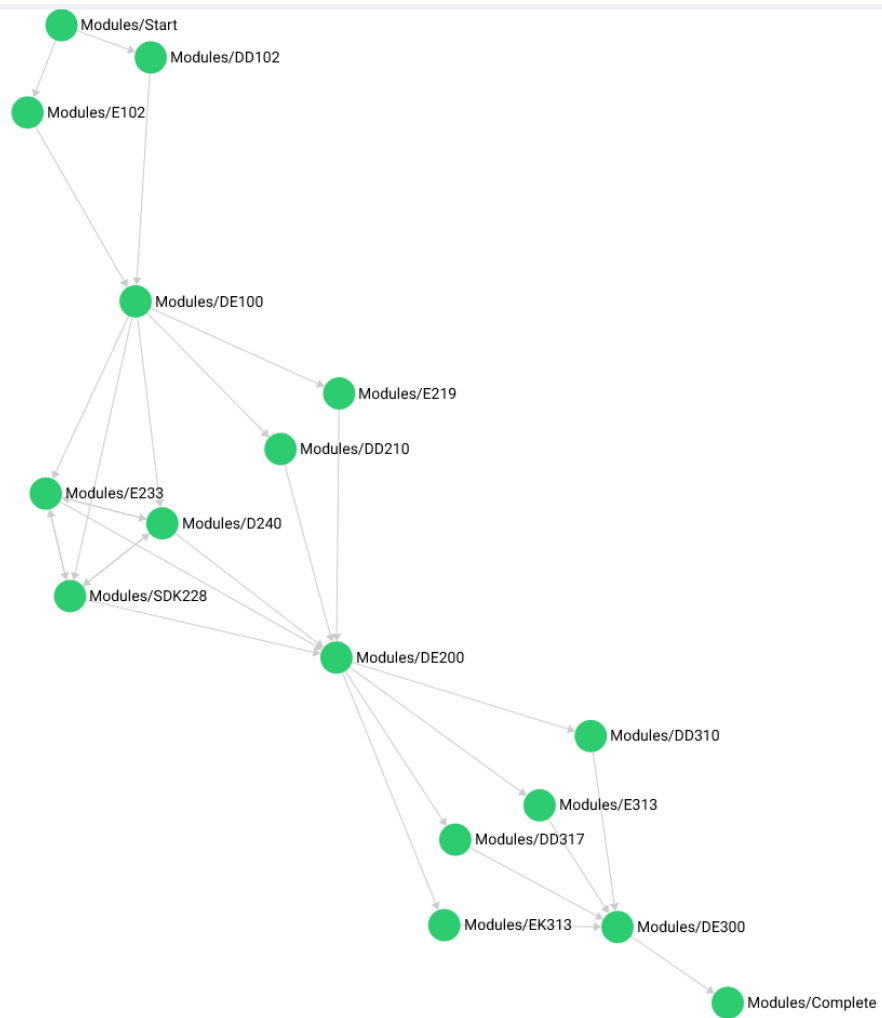 Modules/Start
Modules/DD102
Modules/E102
Modules/DE100
Modules/E219
Modules/DD210
Modules/E233
Modules/D240
Modules/SDK228
Modules/DE200
Modules/DD310
Modules/E313
Modules/DD317
Modules/EK313
Modules/DE300
Modules/Complete